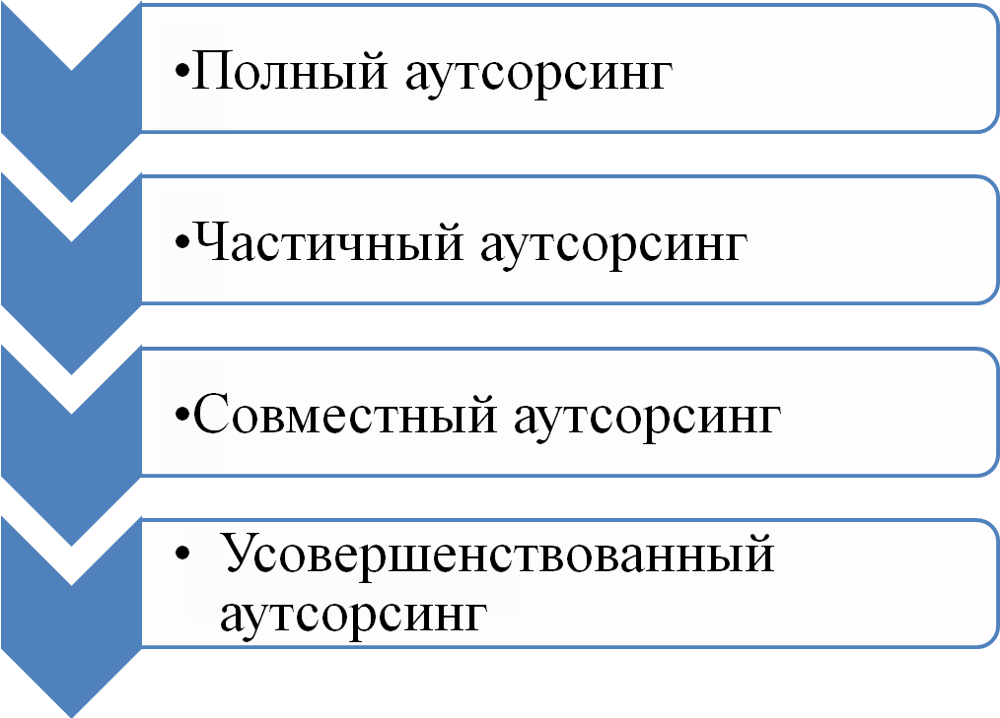 •Полный аутсорсинг
•Частичный аутсорсинг
•Совместный аутсорсинг
• Усовершенствованный
аутсорсинг